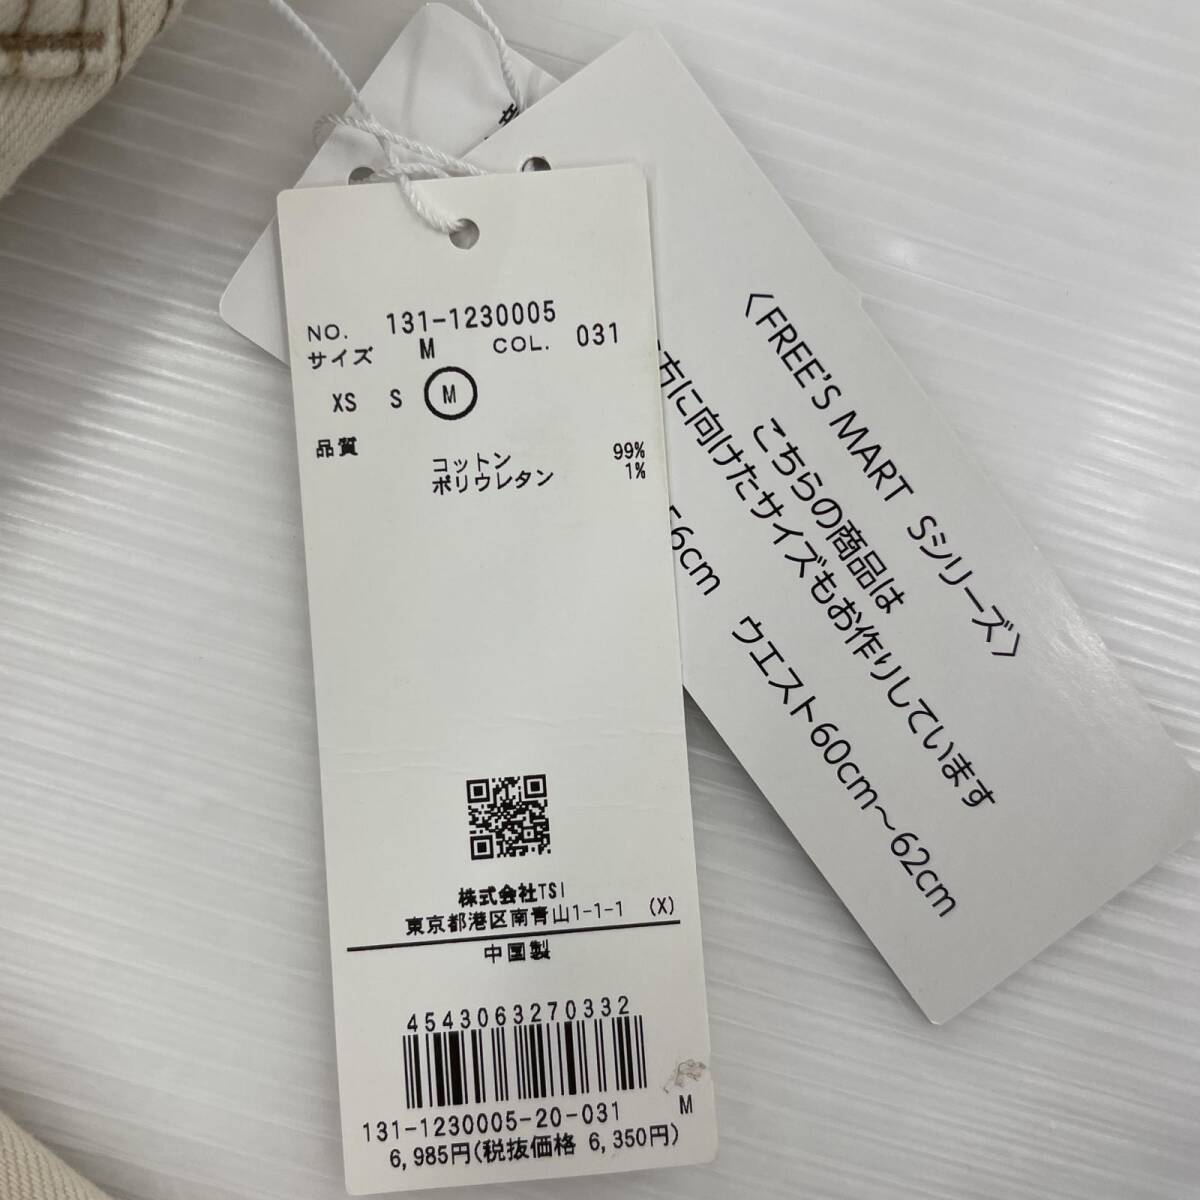 NO. 131-1230005
サイズ M COL. 031
XS S M
品質
コットン 99%
ポリウレタン 1%
株式会社TSI
東京都港区南青山1-1-1 (X)
中国製
4543063270332
131-1230005-20-031 M
6,985円(税抜価格 6,350円)
〈FREE'S MART Sシリーズ〉
こちらの商品は
方に向けたサイズもお作りしています
56cm ウエスト60cm～62cm